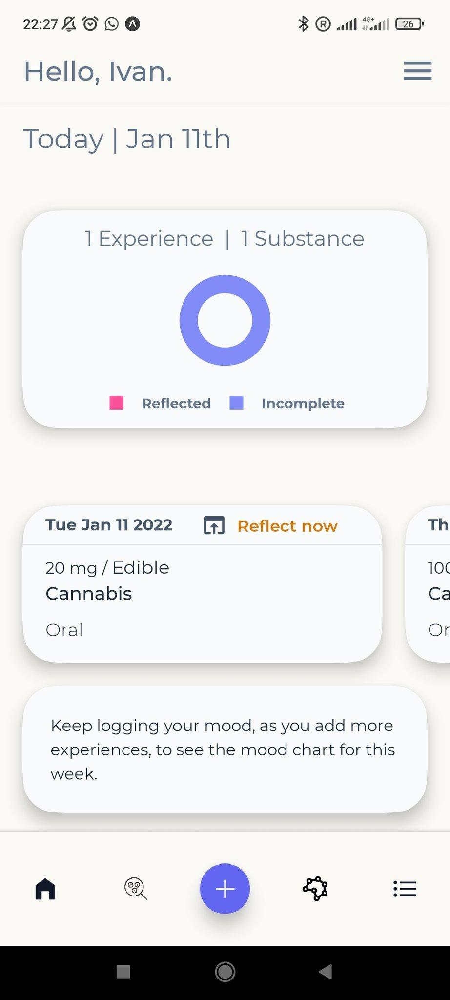 22:27
4G+
26
Hello, Ivan.
Today | Jan 11th
1 Experience | 1 Substance
Reflected
Incomplete
Tue Jan 11 2022
Reflect now
20 mg / Edible
Cannabis
Oral
Th
100
Ca
Or
Keep logging your mood, as you add more
experiences, to see the mood chart for this
week.